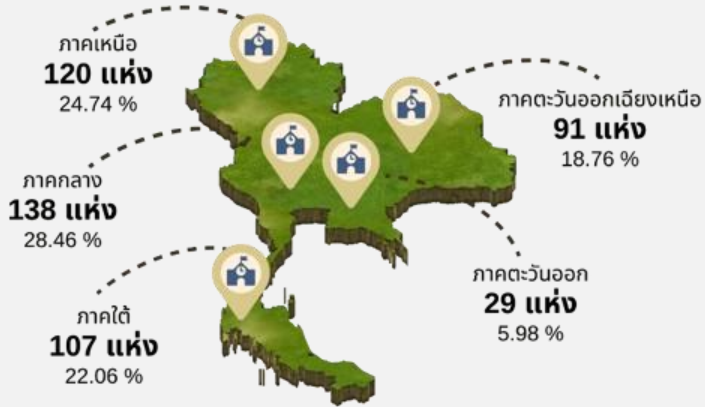 ภาคเหนือ
120 แห่ง
24.74 %
ภาคตะวันออกเฉียงเหนือ
91 แห่ง
18.76 %
ภาคกลาง
138 แห่ง
28.46 %
ภาคตะวันออก
29 แห่ง
5.98 %
ภาคใต้
107 แห่ง
22.06 %